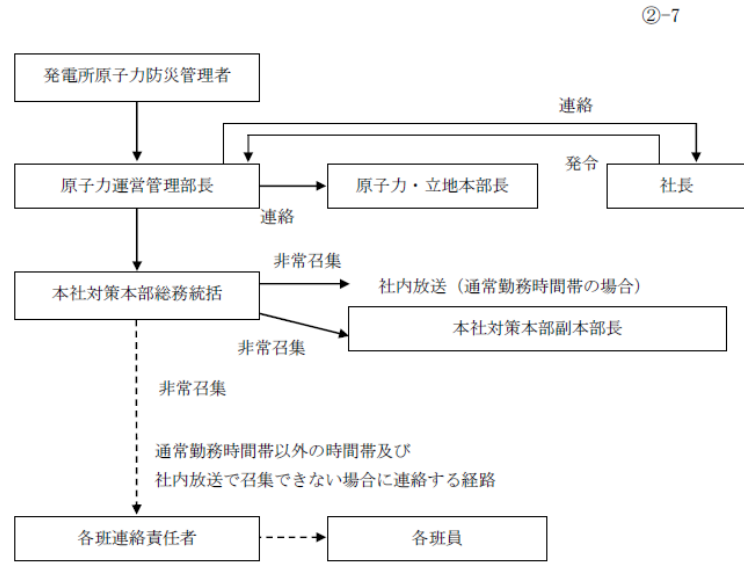 ②-7
発電所原子力防災管理者
連絡
発令
原子力運営管理部長
原子力・立地本部長
社長
連絡
非常召集
本社対策本部総務統括
社内放送（通常勤務時間帯の場合）
本社対策本部副本部長
非常召集
非常召集
通常勤務時間帯以外の時間帯及び
社内放送で召集できない場合に連絡する経路
各班連絡責任者
各班員